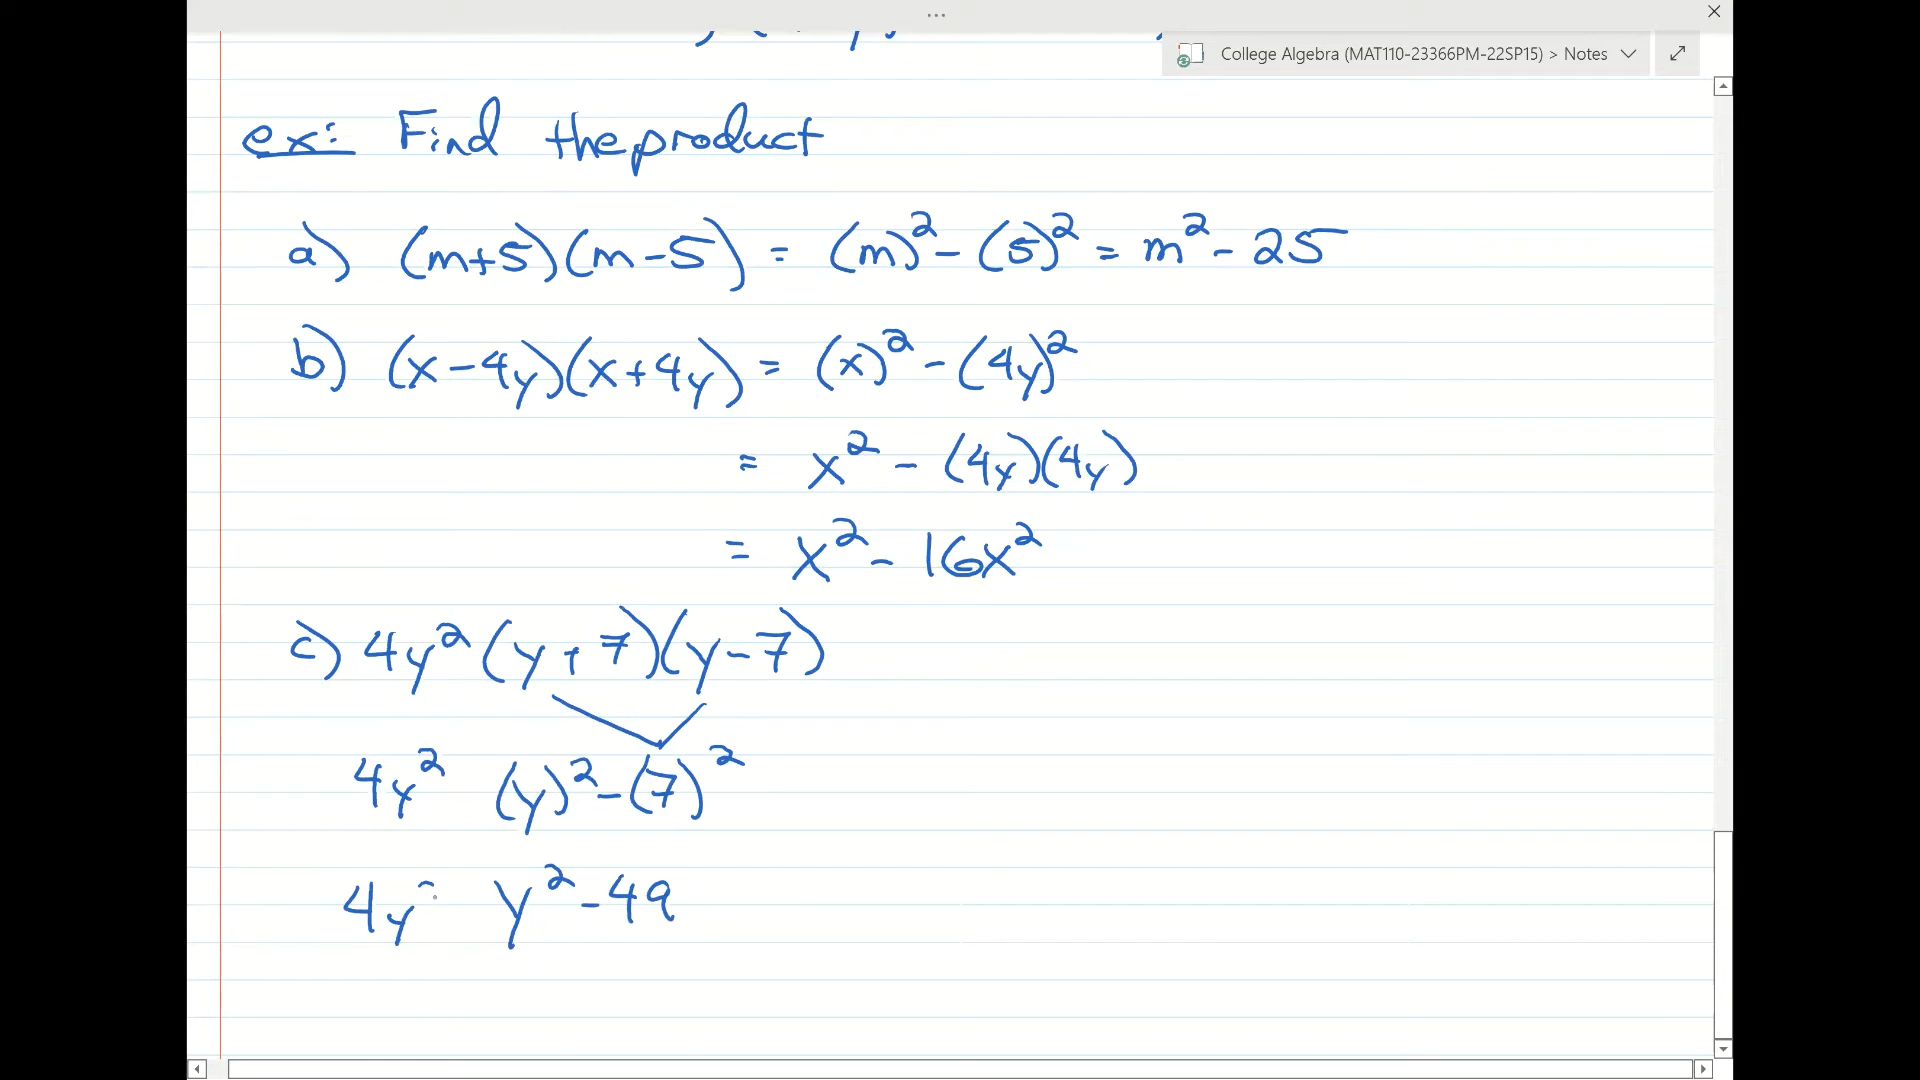 ...
College Algebra (MAT110-23366PM-22SP15) > Notes
ex: Find the product
a) (m+5)(m-5) = (m)² - (5)² = m² - 25
b) (x-4y)(x+4y) = (x)² - (4y)²
= x² - (4y)(4y)
= x² - 16x²
c) 4y² (y+7)(y-7)
4y² (y)² - (7)²
4y y² - 49